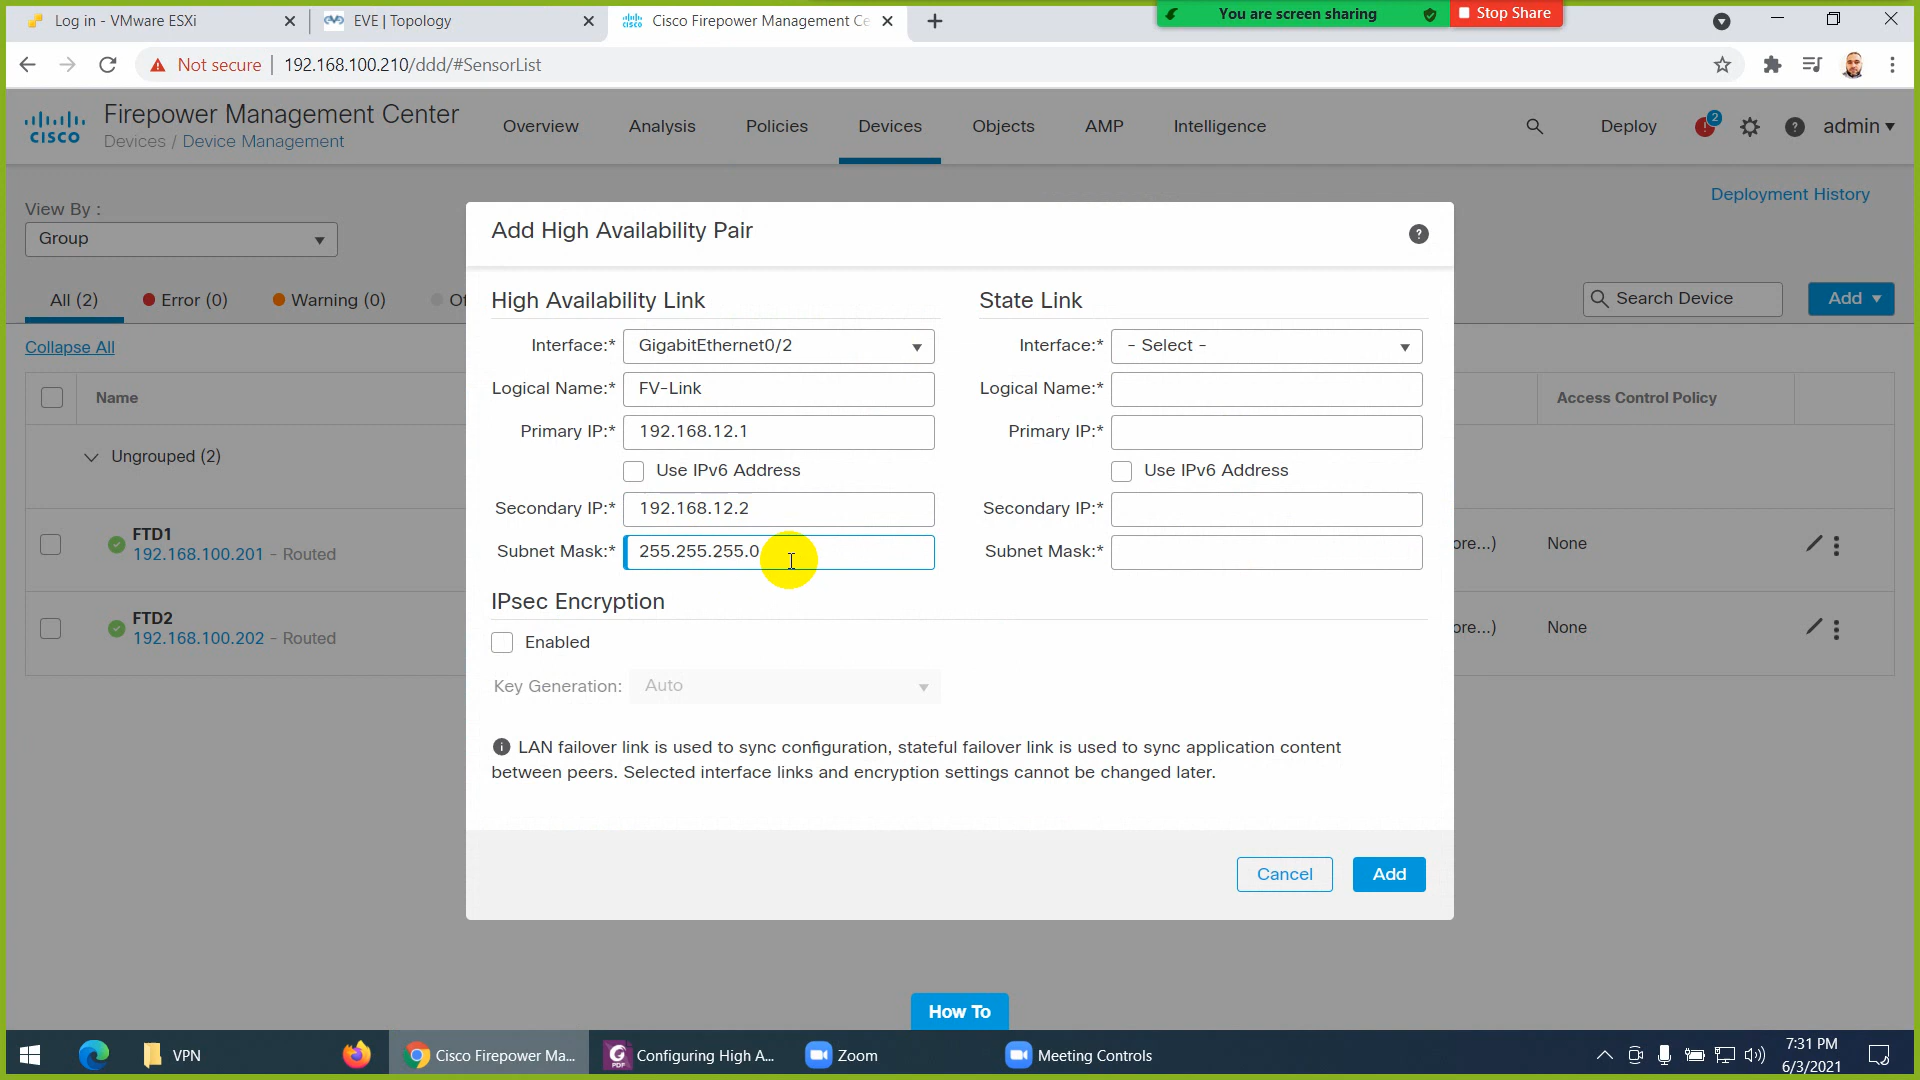 Log in - VMware ESXi
EVE | Topology
Cisco Firepower Management Ce
You are screen sharing
Stop Share
Not secure
192.168.100.210/ddd/#SensorList
CISCO
Firepower Management Center
Devices / Device Management
Overview
Analysis
Policies
Devices
Objects
AMP
Intelligence
Deploy
2
admin
Deployment History
View By :
Group
All (2)
Error (0)
Warning (0)
Of
Search Device
Add
Collapse All
Name
Access Control Policy
Ungrouped (2)
FTD1
192.168.100.201 - Routed
ore...)
None
FTD2
192.168.100.202 - Routed
ore...)
None
Add High Availability Pair
High Availability Link
State Link
Interface:* GigabitEthernet0/2
Interface:* - Select -
Logical Name:* FV-Link
Logical Name:*
Primary IP:* 192.168.12.1
Primary IP:*
Use IPv6 Address
Use IPv6 Address
Secondary IP:* 192.168.12.2
Secondary IP:*
Subnet Mask:* 255.255.255.0
Subnet Mask:*
IPsec Encryption
Enabled
Key Generation: Auto
LAN failover link is used to sync configuration, stateful failover link is used to sync application content
between peers. Selected interface links and encryption settings cannot be changed later.
Cancel
Add
How To
VPN
Cisco Firepower Ma...
PDF
Configuring High A...
Zoom
Meeting Controls
7:31 PM
6/3/2021